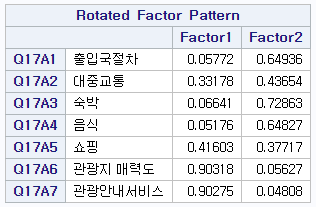 Rotated Factor Pattern
Factor1 Factor2
Q17A1 출입국절차 0.05772 0.64936
Q17A2 대중교통 0.33178 0.43654
Q17A3 숙박 0.06641 0.72863
Q17A4 음식 0.05176 0.64827
Q17A5 쇼핑 0.41603 0.37717
Q17A6 관광지 매력도 0.90318 0.05627
Q17A7 관광안내서비스 0.90275 0.04808